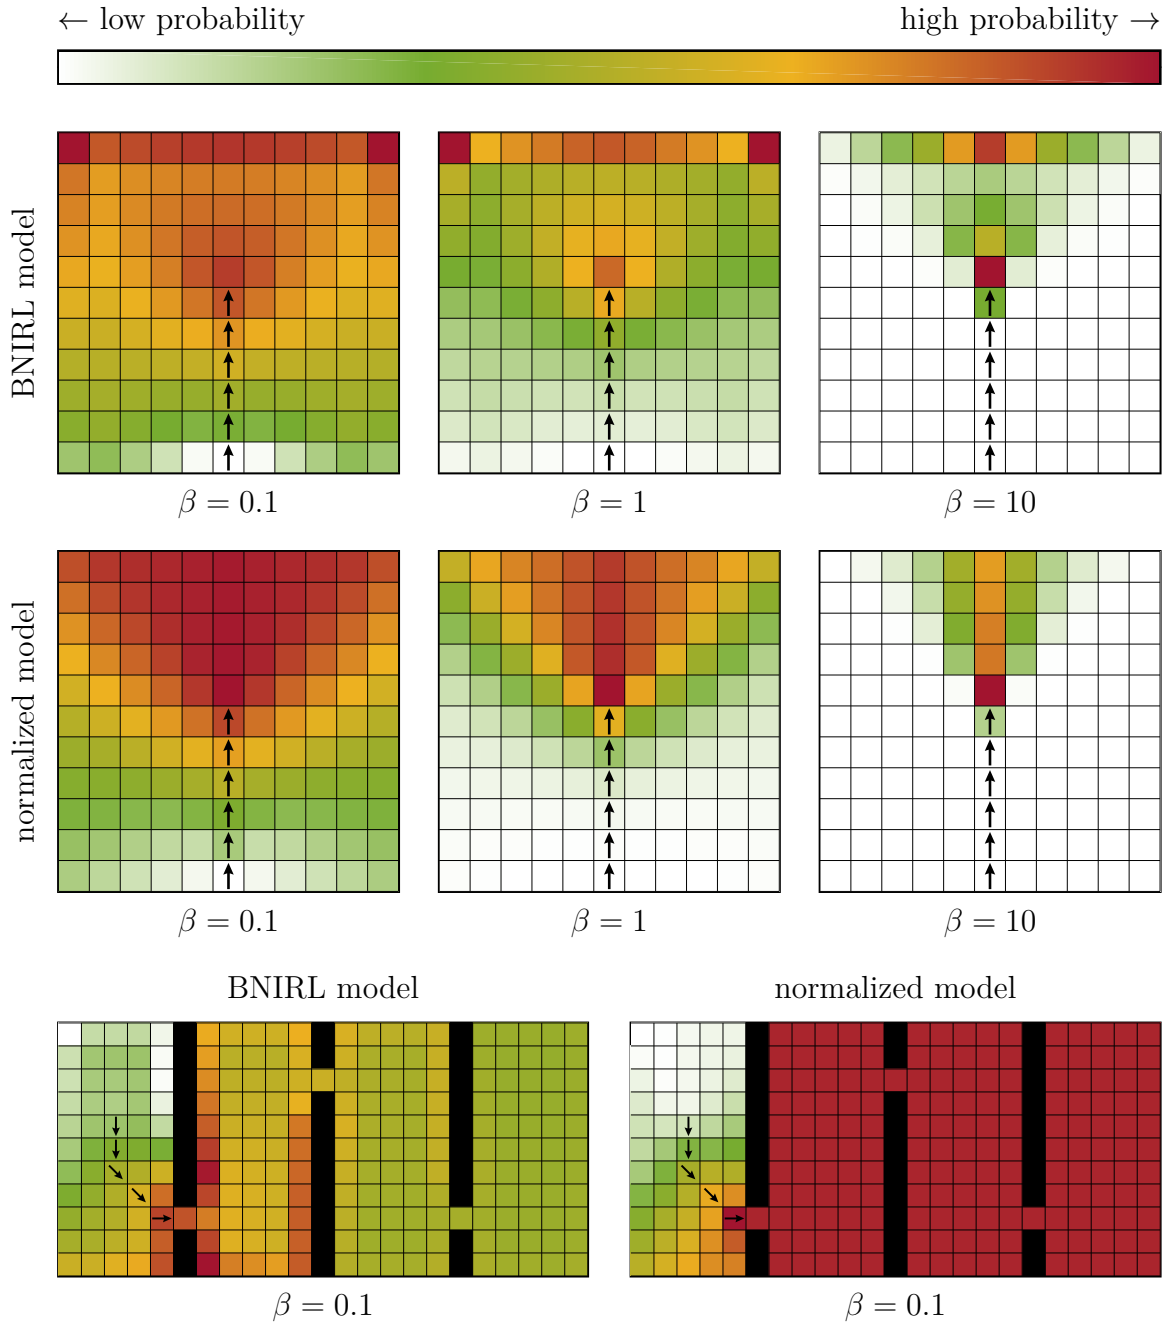 ← low probability
high probability →
BNIRL model
β = 0.1
β = 1
β = 10
normalized model
β = 0.1
β = 1
β = 10
BNIRL model
normalized model
β = 0.1
β = 0.1